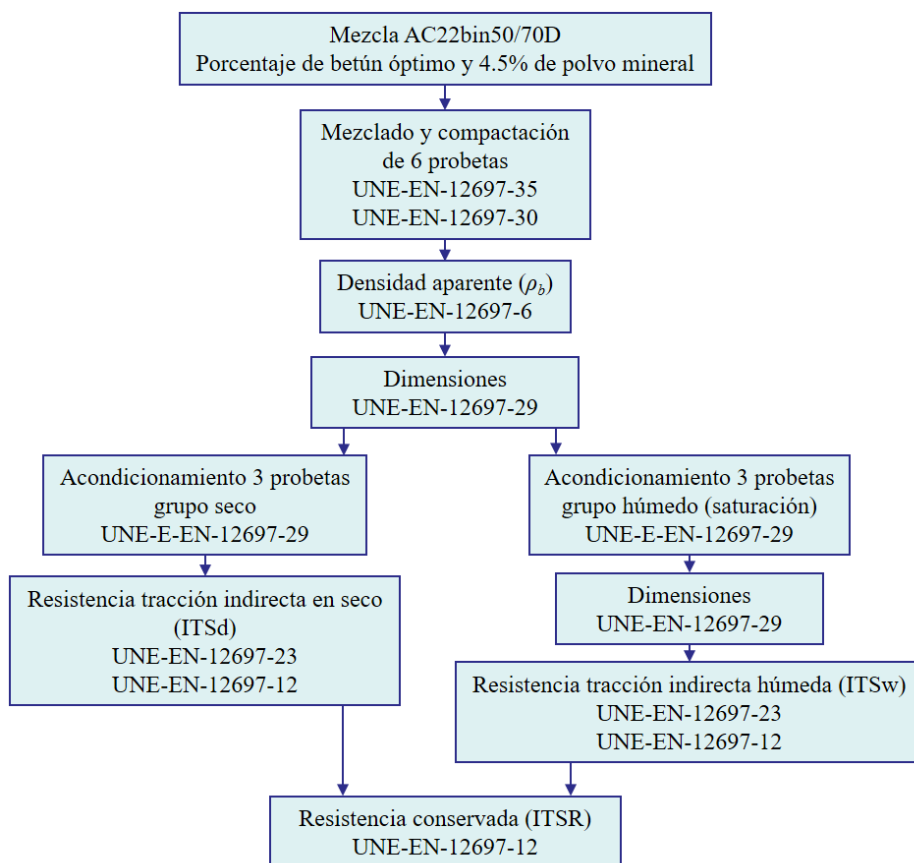 Mezcla AC22bin50/70D
Porcentaje de betún óptimo y 4.5% de polvo mineral
Mezclado y compactación
de 6 probetas
UNE-EN-12697-35
UNE-EN-12697-30
Densidad aparente (ρ_b)
UNE-EN-12697-6
Dimensiones
UNE-EN-12697-29
Acondicionamiento 3 probetas
grupo seco
UNE-E-EN-12697-29
Acondicionamiento 3 probetas
grupo húmedo (saturación)
UNE-E-EN-12697-29
Resistencia tracción indirecta en seco
(ITSd)
UNE-EN-12697-23
UNE-EN-12697-12
Dimensiones
UNE-EN-12697-29
Resistencia tracción indirecta húmeda (ITSw)
UNE-EN-12697-23
UNE-EN-12697-12
Resistencia conservada (ITSR)
UNE-EN-12697-12